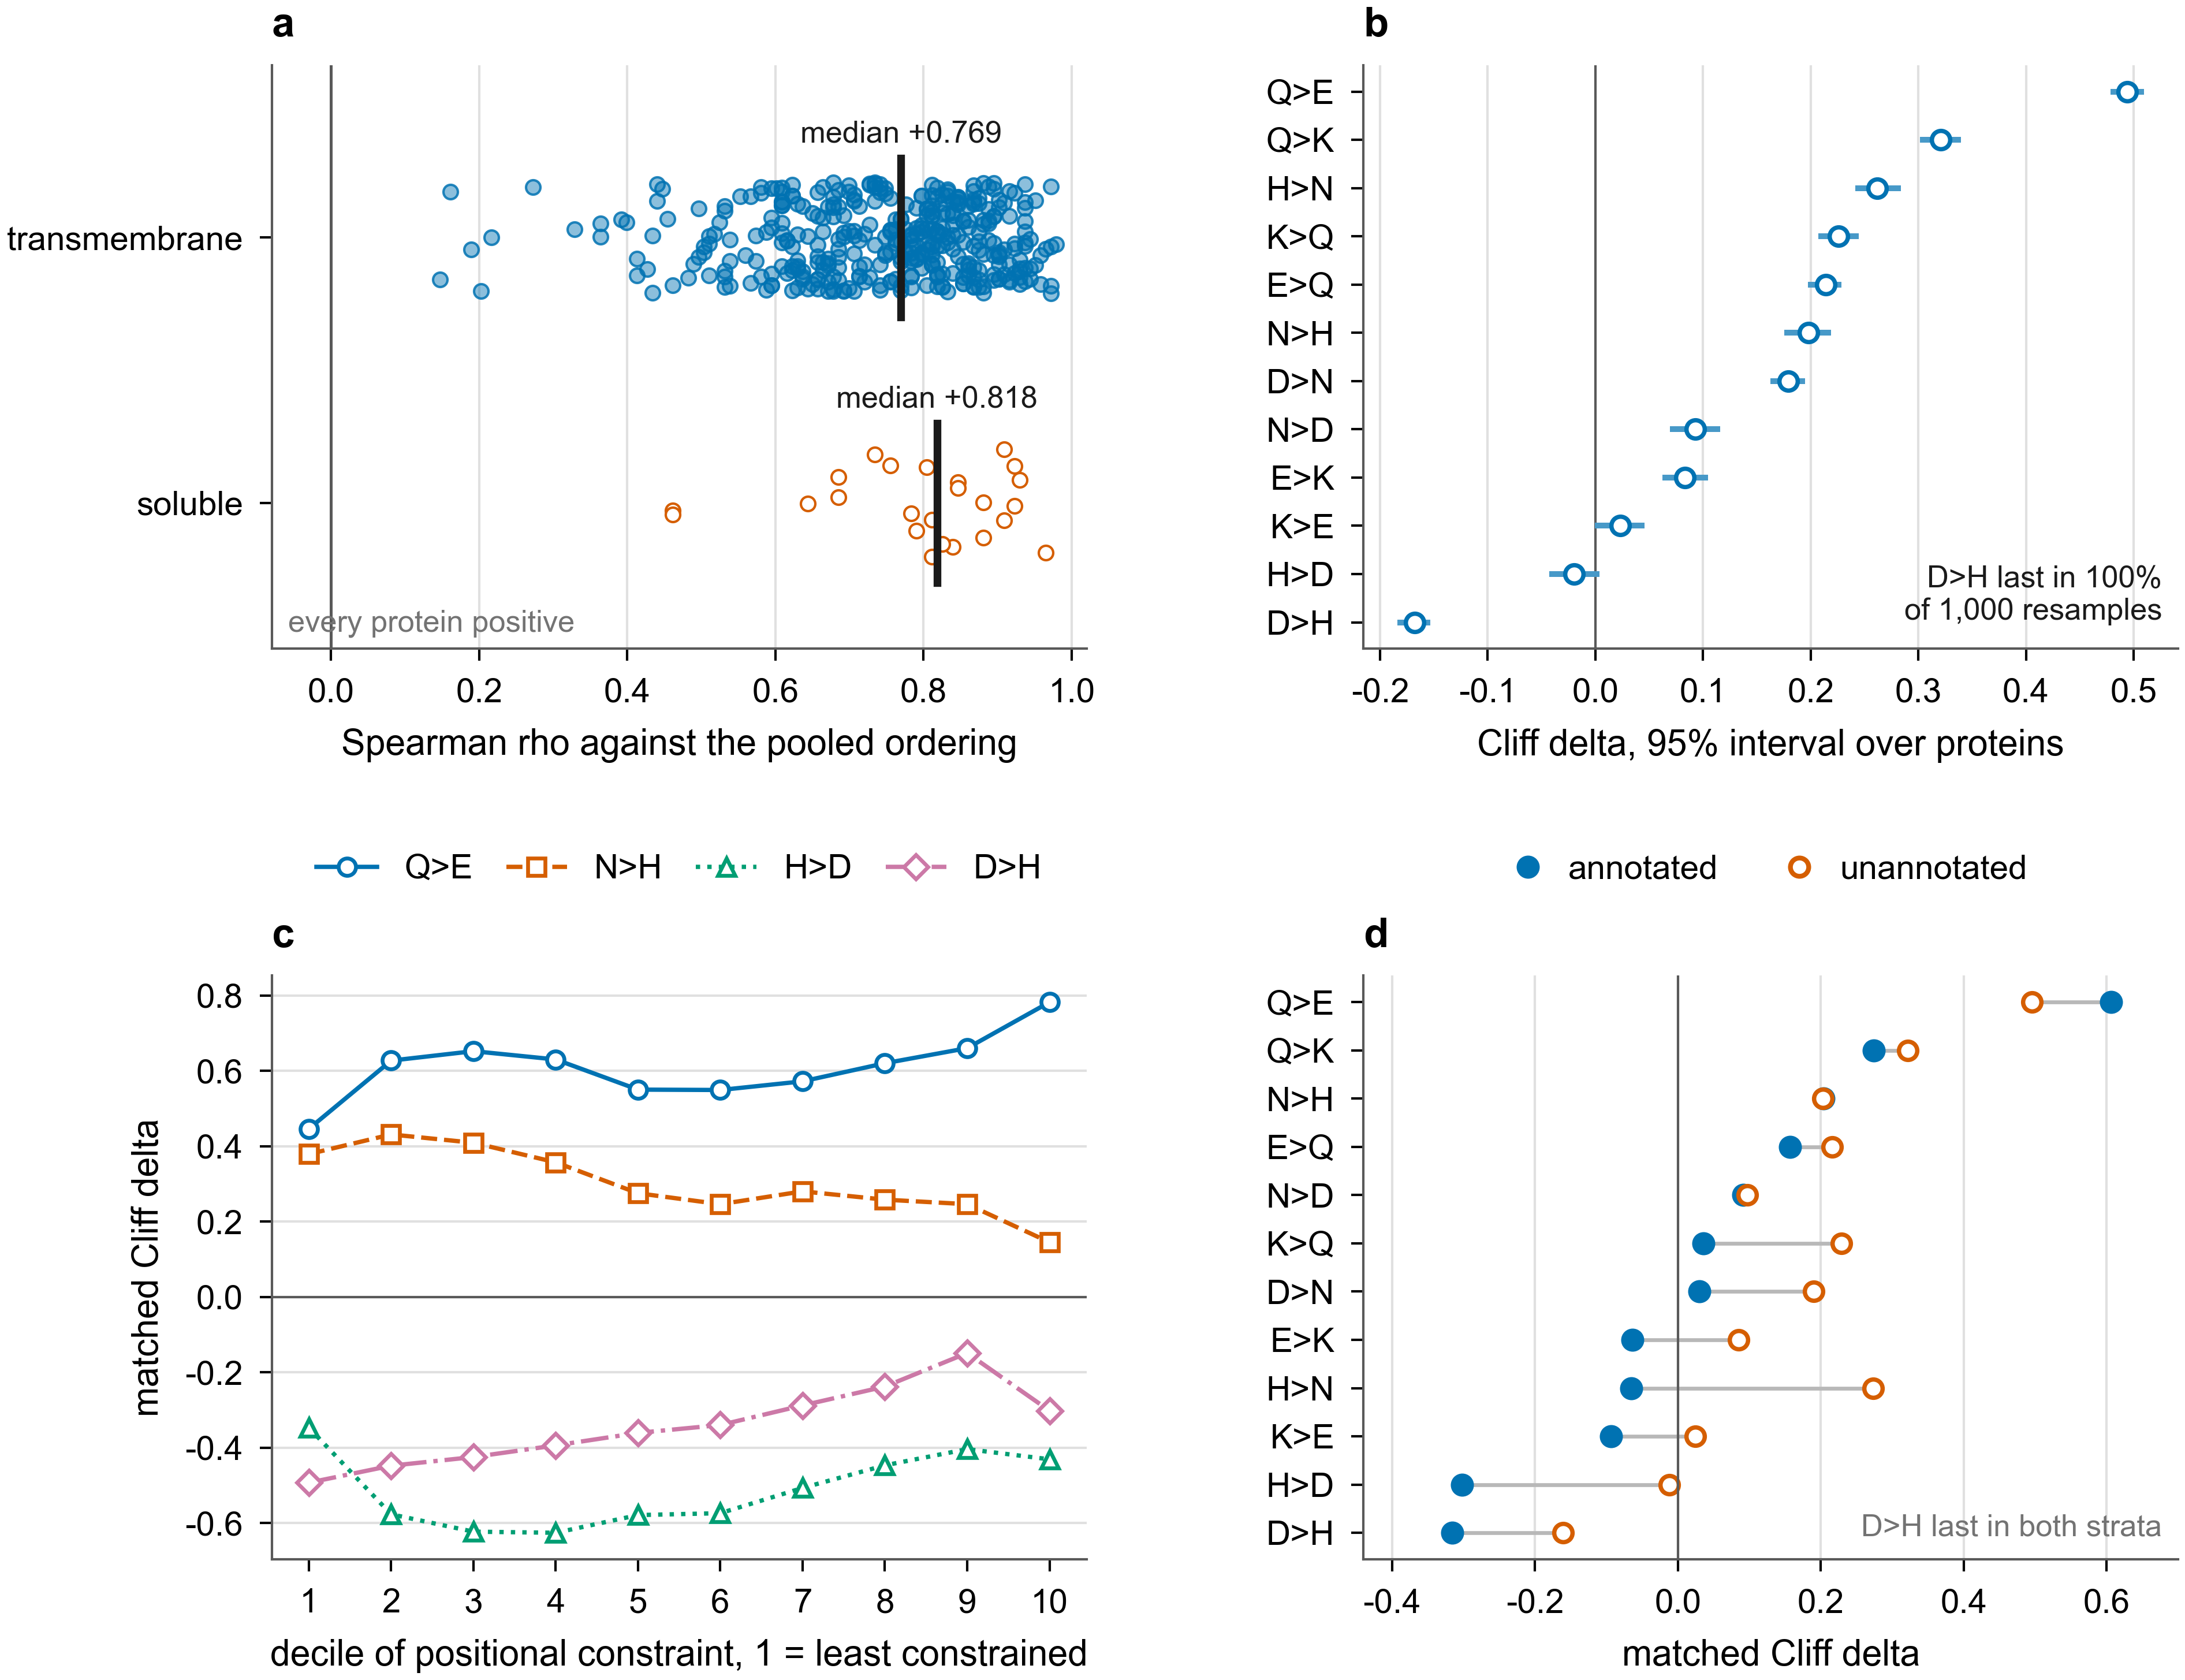 a
median +0.769
transmembrane
median +0.818
soluble
every protein positive
0.0 0.2 0.4 0.6 0.8 1.0
Spearman rho against the pooled ordering
b
Q>E
Q>K
H>N
K>Q
E>Q
N>H
D>N
N>D
E>K
K>E
H>D
D>H
D>H last in 100%
of 1,000 resamples
-0.2 -0.1 0.0 0.1 0.2 0.3 0.4 0.5
Cliff delta, 95% interval over proteins
Q>E N>H H>D D>H
c
0.8
0.6
0.4
0.2
0.0
-0.2
-0.4
-0.6
matched Cliff delta
1 2 3 4 5 6 7 8 9 10
decile of positional constraint, 1 = least constrained
annotated unannotated
d
Q>E
Q>K
N>H
E>Q
N>D
K>Q
D>N
E>K
H>N
K>E
H>D
D>H
D>H last in both strata
-0.4 -0.2 0.0 0.2 0.4 0.6
matched Cliff delta